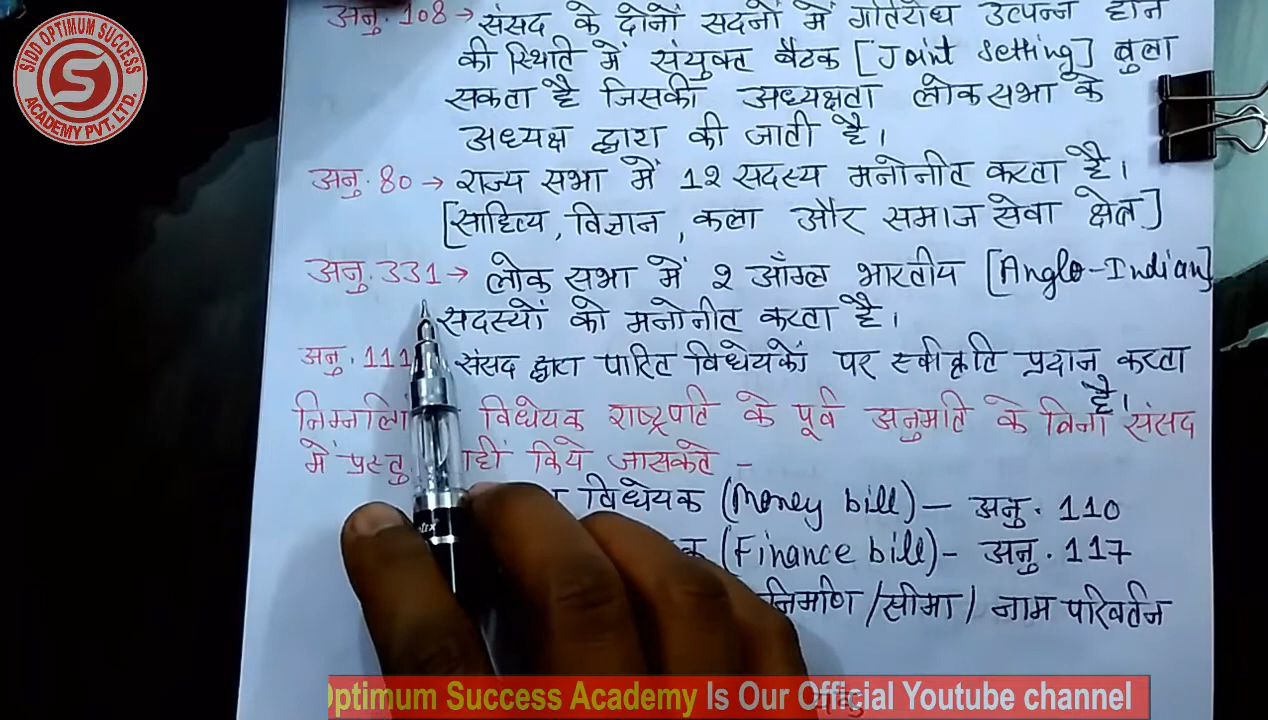 SIDD OPTIMUM SUCCESS
ACADEMY PVT. LTD.
S
अनु. 108 → संसद के दोनों सदनों में गतिरोध उत्पन्न होने
की स्थिति में संयुक्त बैठक [Joint Setting] बुला
सकता है जिसकी अध्यक्षता लोक सभा के
अध्यक्ष द्वारा की जाती है।
अनु. 80 → राज्य सभा में 12 सदस्य मनोनीत करता है।
[साहित्य, विज्ञान, कला और समाज सेवा क्षेत्र]
अनु. 331 → लोक सभा में 2 आँग्ल भारतीय [Anglo-Indian]
सदस्यों को मनोनीत करता है।
अनु. 111 संसद द्वारा पारित विधेयकों पर स्वीकृति प्रदान करता
है।
विधेयक राष्ट्रपति के पूर्व अनुमति के बिना संसद
में किये जासकते -
विधेयक (Money bill) — अनु. 110
(Finance bill) - अनु. 117
निर्माण / सीमा / नाम परिवर्तन
Optimum Success Academy Is Our Official Youtube channel